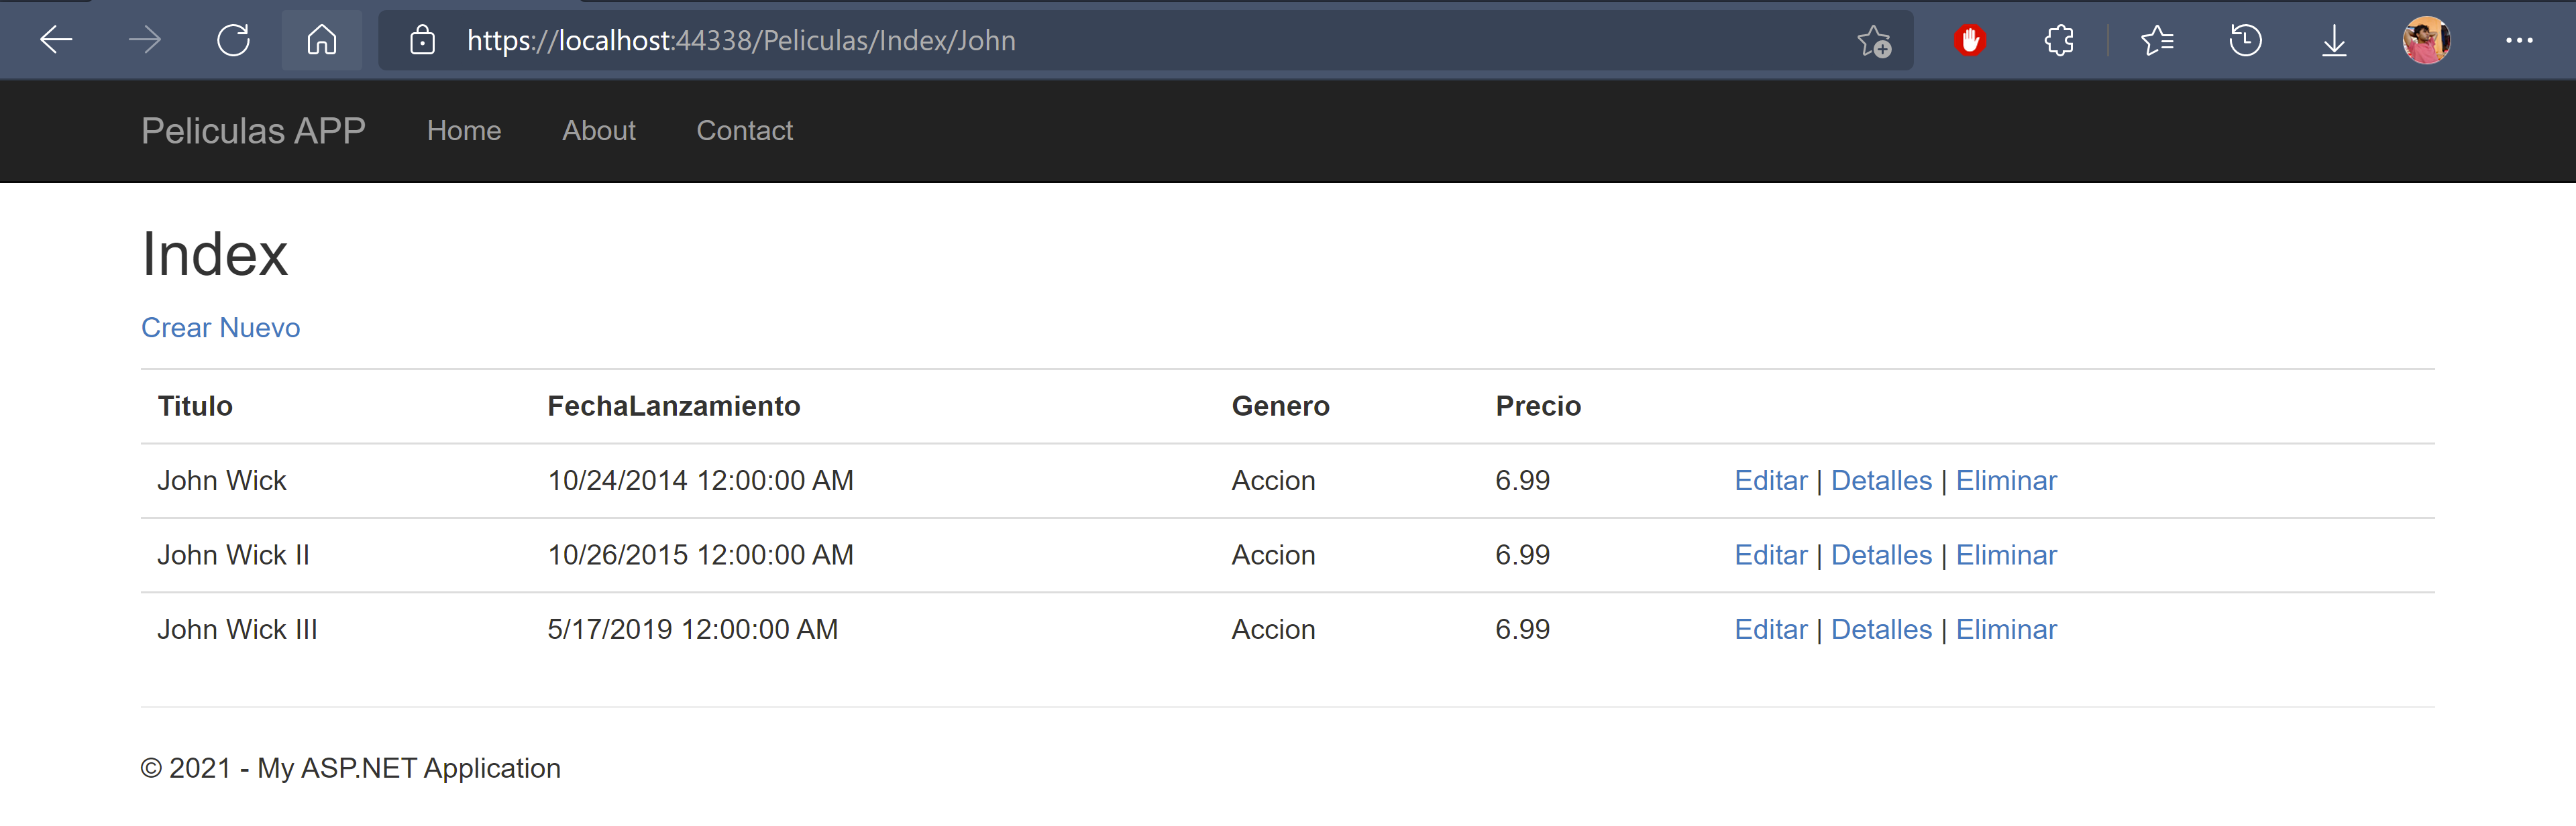 https://localhost:44338/Peliculas/Index/John
Peliculas APP Home About Contact
Index
Crear Nuevo
Titulo FechaLanzamiento Genero Precio
John Wick 10/24/2014 12:00:00 AM Accion 6.99 Editar | Detalles | Eliminar
John Wick II 10/26/2015 12:00:00 AM Accion 6.99 Editar | Detalles | Eliminar
John Wick III 5/17/2019 12:00:00 AM Accion 6.99 Editar | Detalles | Eliminar
© 2021 - My ASP.NET Application